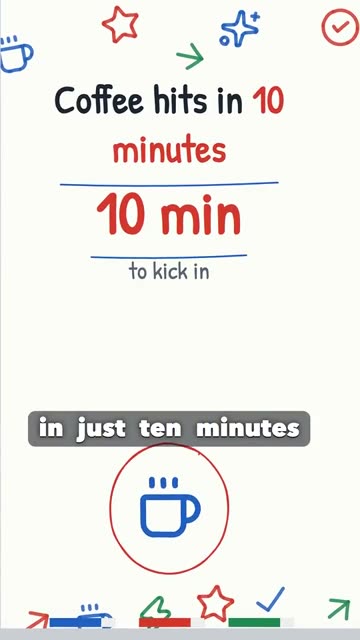 Coffee hits in 10
minutes
10 min
to kick in
in just ten minutes